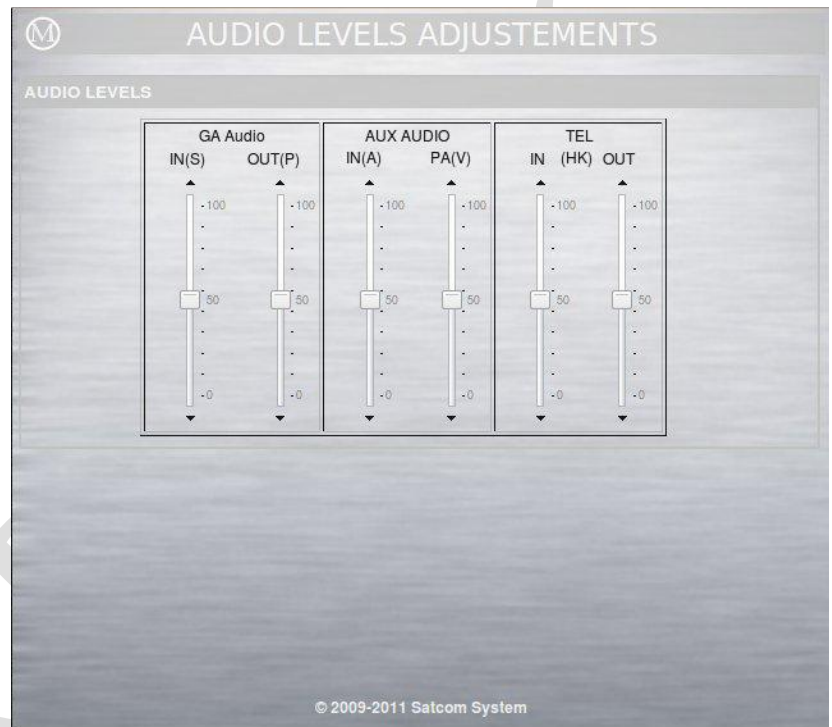 M AUDIO LEVELS ADJUSTEMENTS
AUDIO LEVELS
GA Audio AUX AUDIO TEL
IN(S) OUT(P) IN(A) PA(V) IN (HK) OUT
100 100 100 100 100 100
50 50 50 50 50 50
0 0 0 0 0 0
© 2009-2011 Satcom System